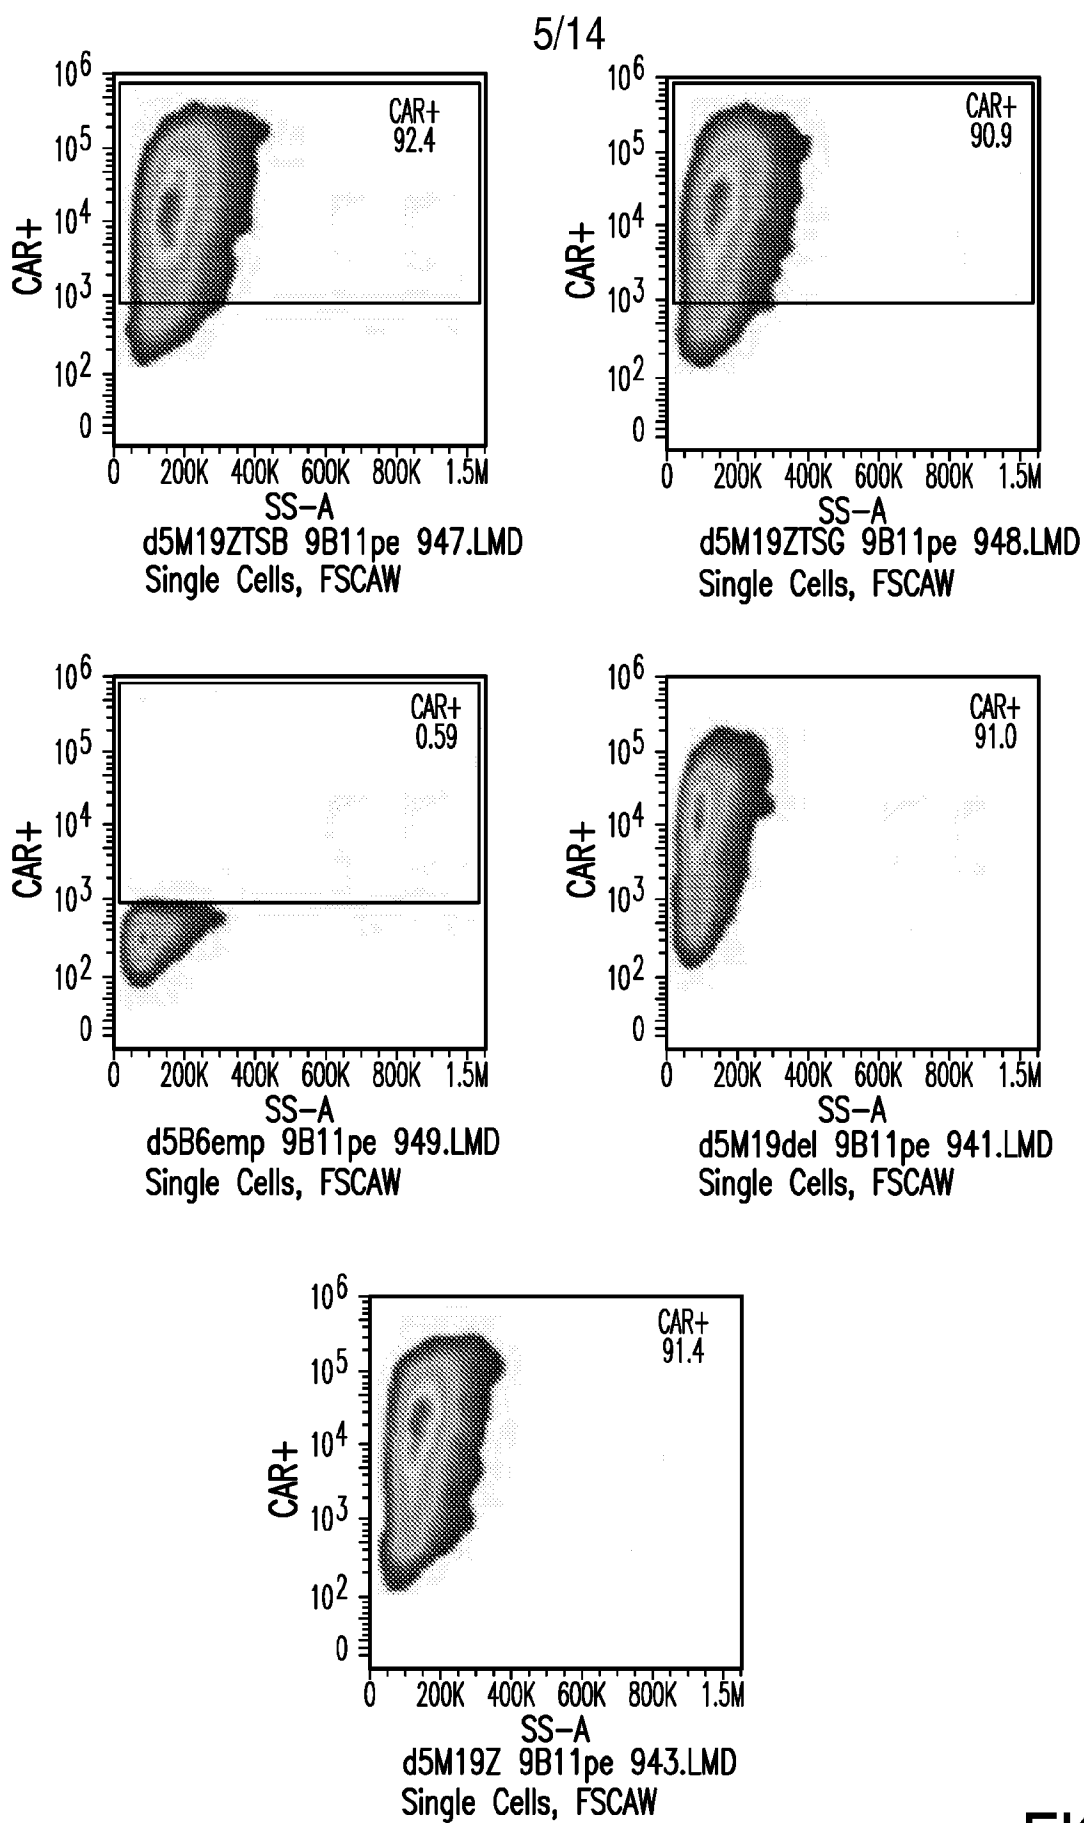 5/14
10^6
10^5
10^4
10^3
10^2
0
CAR+
CAR+
92.4
0 200K 400K 600K 800K 1.5M
SS-A
d5M19ZTSB 9B11pe 947.LMD
Single Cells, FSCAW
10^6
10^5
10^4
10^3
10^2
0
CAR+
CAR+
90.9
0 200K 400K 600K 800K 1.5M
SS-A
d5M19ZTSG 9B11pe 948.LMD
Single Cells, FSCAW
10^6
10^5
10^4
10^3
10^2
0
CAR+
CAR+
0.59
0 200K 400K 600K 800K 1.5M
SS-A
d5B6emp 9B11pe 949.LMD
Single Cells, FSCAW
10^6
10^5
10^4
10^3
10^2
0
CAR+
CAR+
91.0
0 200K 400K 600K 800K 1.5M
SS-A
d5M19del 9B11pe 941.LMD
Single Cells, FSCAW
10^6
10^5
10^4
10^3
10^2
0
CAR+
CAR+
91.4
0 200K 400K 600K 800K 1.5M
SS-A
d5M19Z 9B11pe 943.LMD
Single Cells, FSCAW